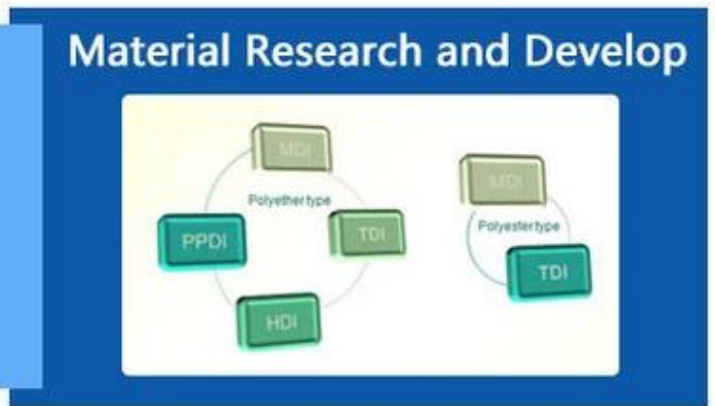 Material Research and Develop
MDI
Polyether type
PPDI
TDI
HDI
MDI
Polyester type
TDI